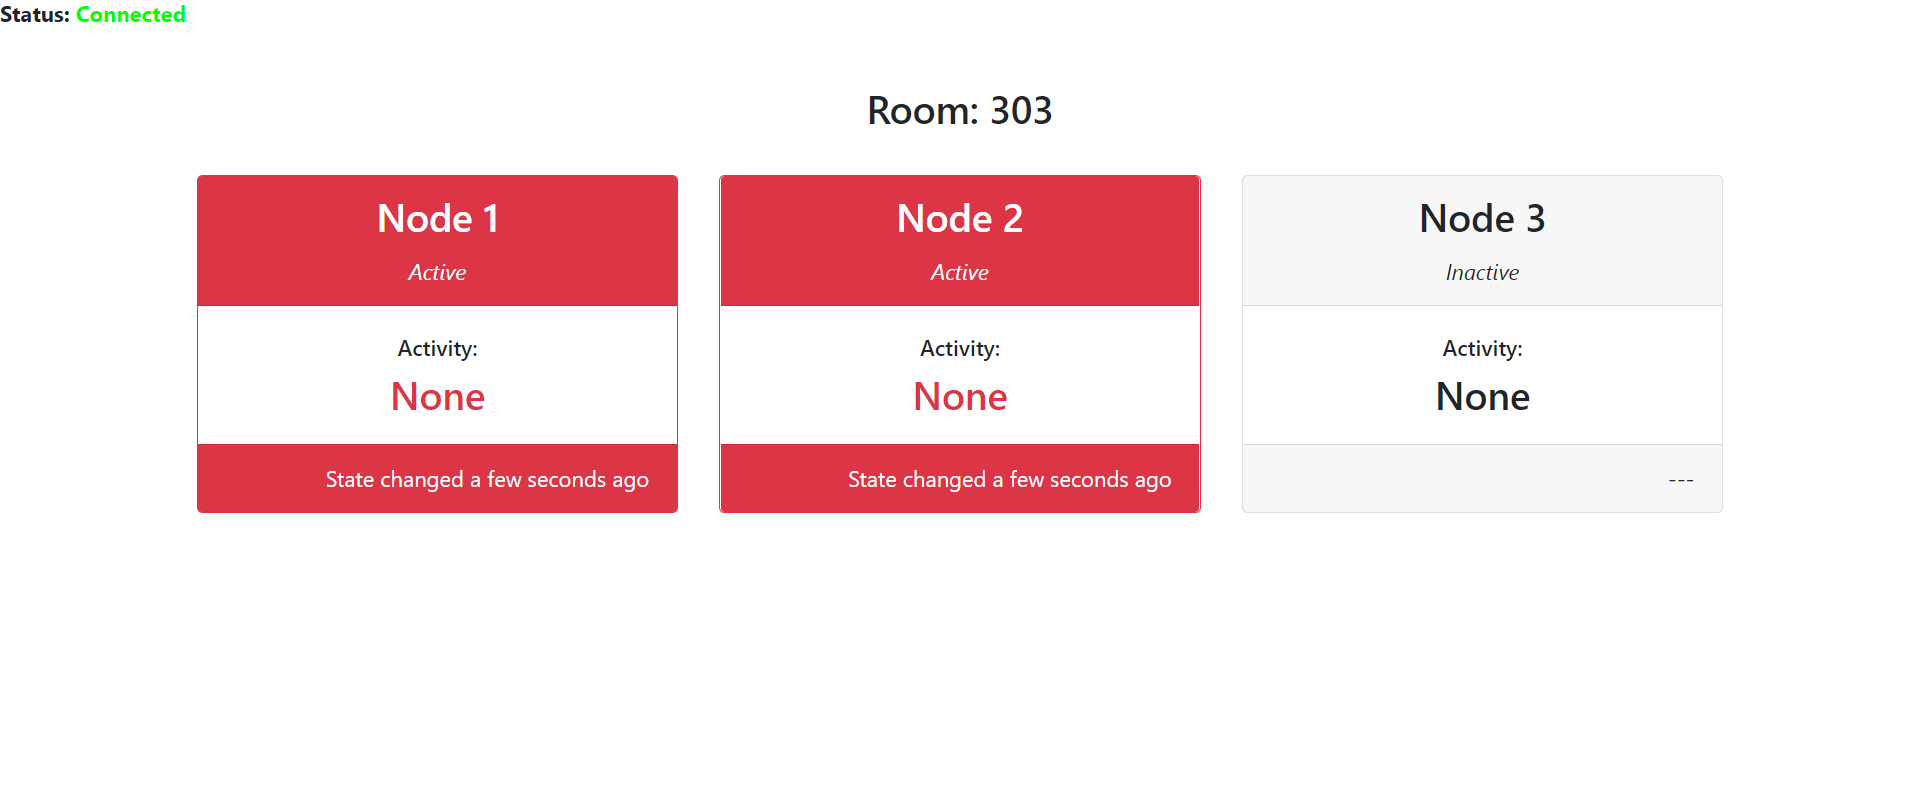 Status: Connected
Room: 303
Node 1
Active
Activity:
None
State changed a few seconds ago
Node 2
Active
Activity:
None
State changed a few seconds ago
Node 3
Inactive
Activity:
None
---